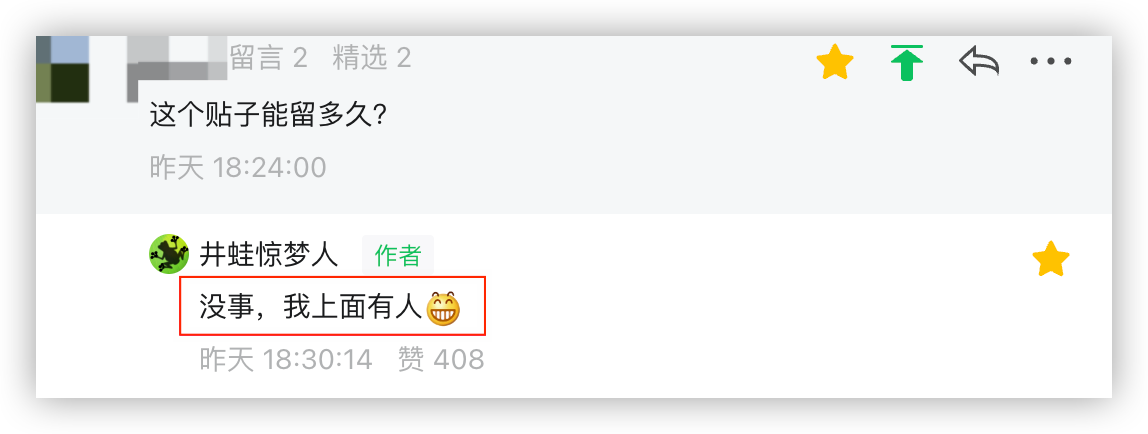 留言 2 精选 2
这个贴子能留多久?
昨天 18:24:00
井蛙惊梦人 作者
没事，我上面有人😁
昨天 18:30:14 赞 408